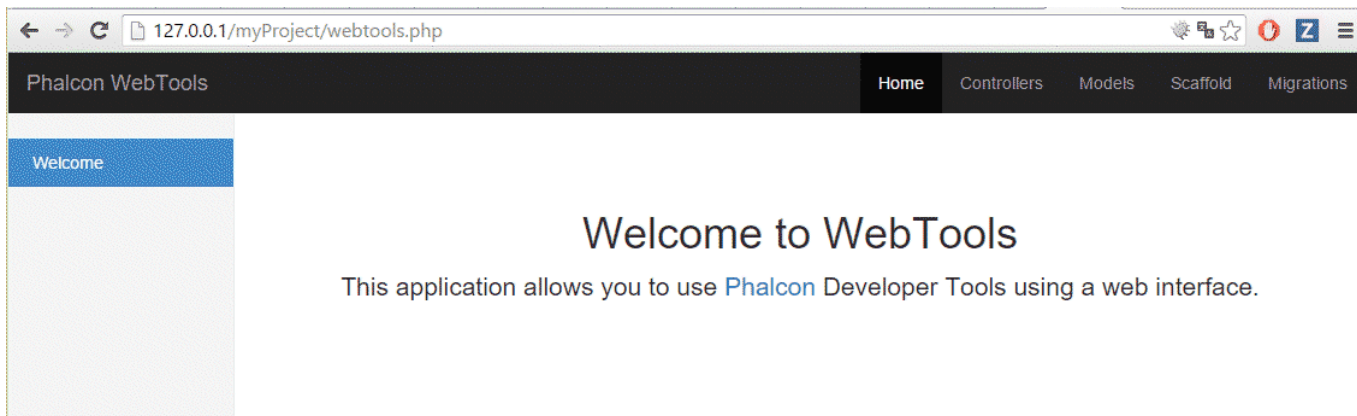 127.0.0.1/myProject/webtools.php
Phalcon WebTools Home Controllers Models Scaffold Migrations
Welcome
Welcome to WebTools
This application allows you to use Phalcon Developer Tools using a web interface.